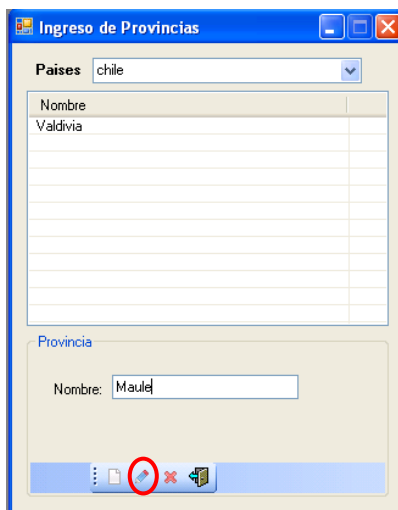 Ingreso de Provincias
Paises chile
Nombre
Valdivia
Provincia
Nombre: Maule